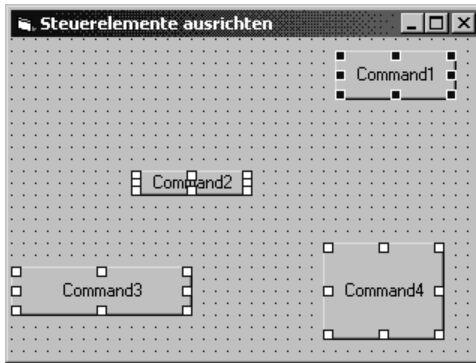 Steuerelemente ausrichten
Command1
Command2
Command3
Command4